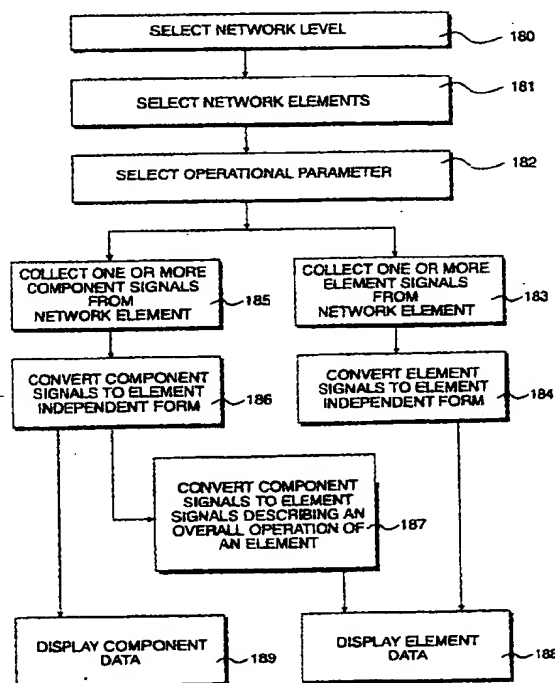 SELECT NETWORK LEVEL
180
SELECT NETWORK ELEMENTS
181
SELECT OPERATIONAL PARAMETER
182
COLLECT ONE OR MORE
COMPONENT SIGNALS
FROM
NETWORK ELEMENT
185
COLLECT ONE OR MORE
ELEMENT SIGNALS
FROM
NETWORK ELEMENT
183
CONVERT COMPONENT
SIGNALS TO ELEMENT
INDEPENDENT FORM
186
CONVERT ELEMENT
SIGNALS TO ELEMENT
INDEPENDENT FORM
184
CONVERT COMPONENT
SIGNALS TO ELEMENT
SIGNALS DESCRIBING AN
OVERALL OPERATION OF
AN ELEMENT
187
DISPLAY COMPONENT
DATA
189
DISPLAY ELEMENT
DATA
188